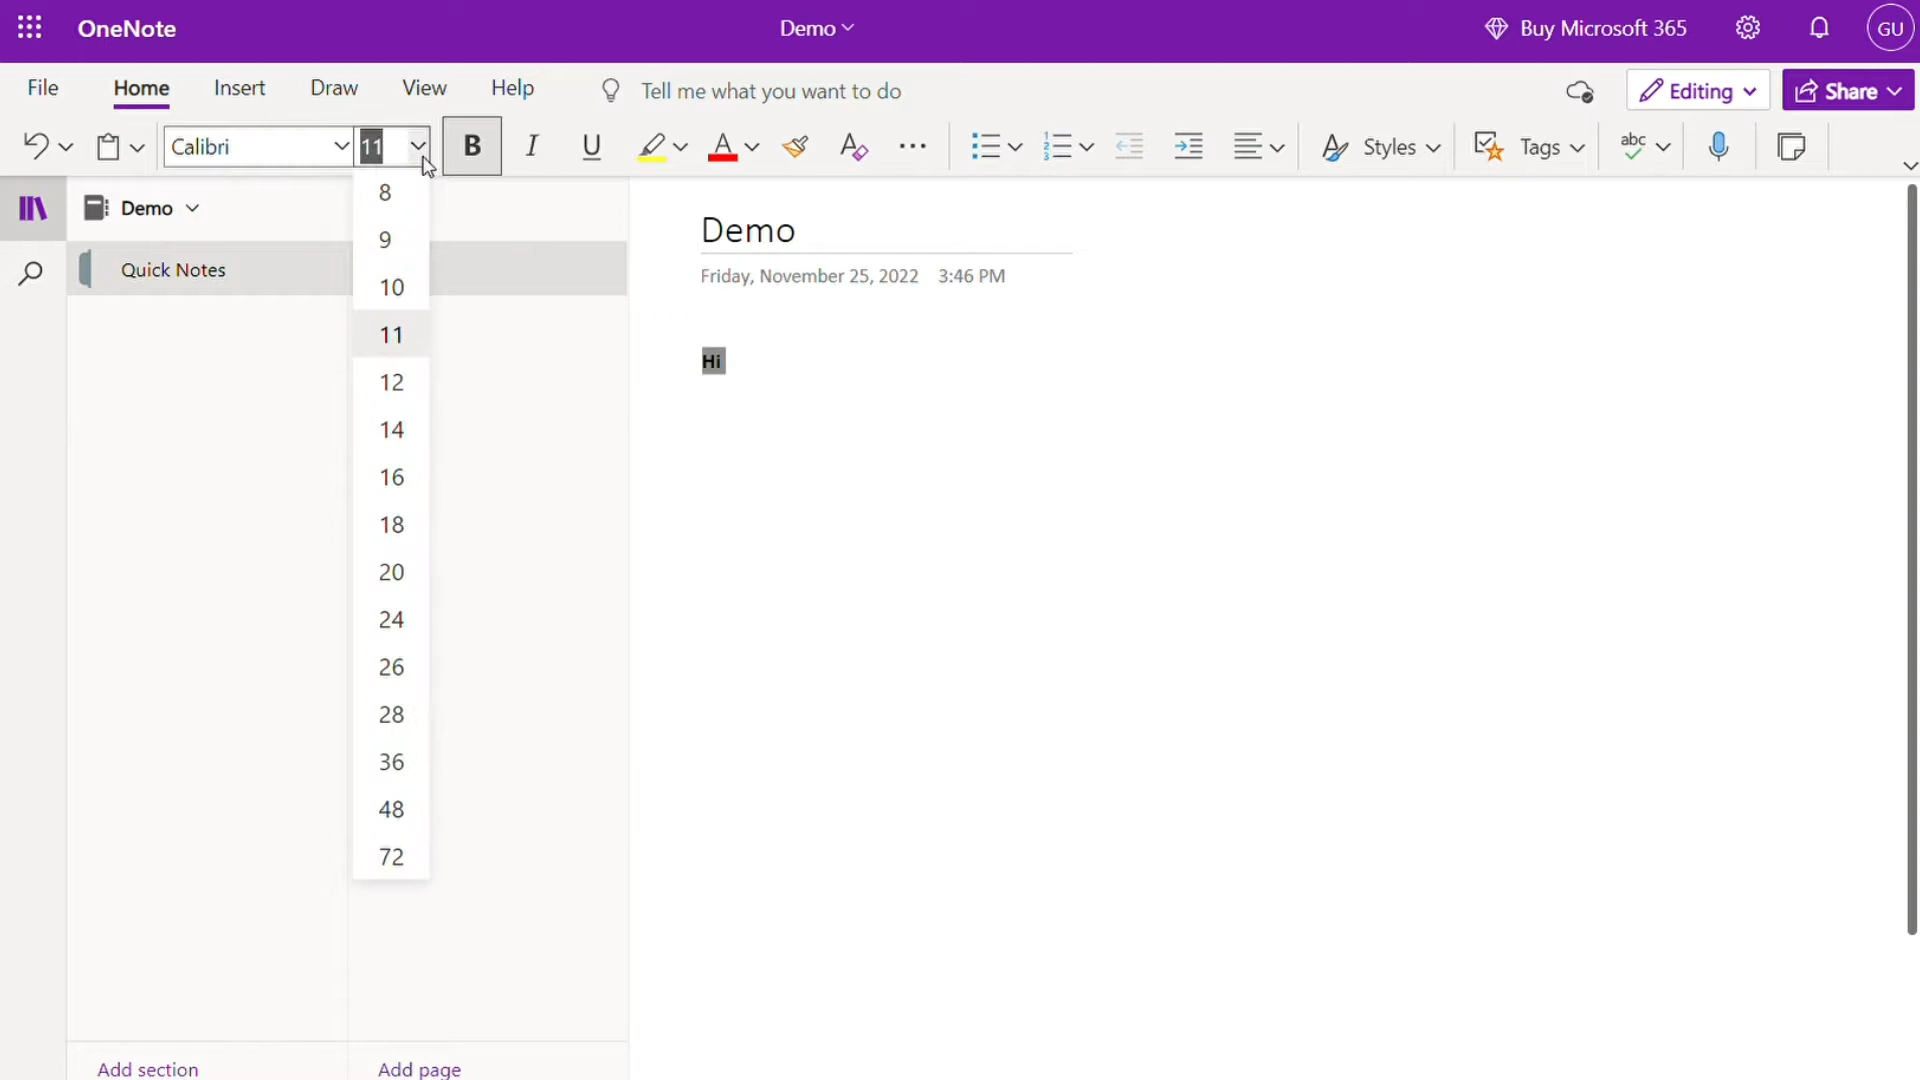 OneNote
Demo
Buy Microsoft 365
GU
File Home Insert Draw View Help Tell me what you want to do Editing Share
Calibri 11 B I U A A ... Styles Tags abc
Demo
Quick Notes
8
9
10
11
12
14
16
18
20
24
26
28
36
48
72
Add section
Add page
Demo
Friday, November 25, 2022 3:46 PM
Hi